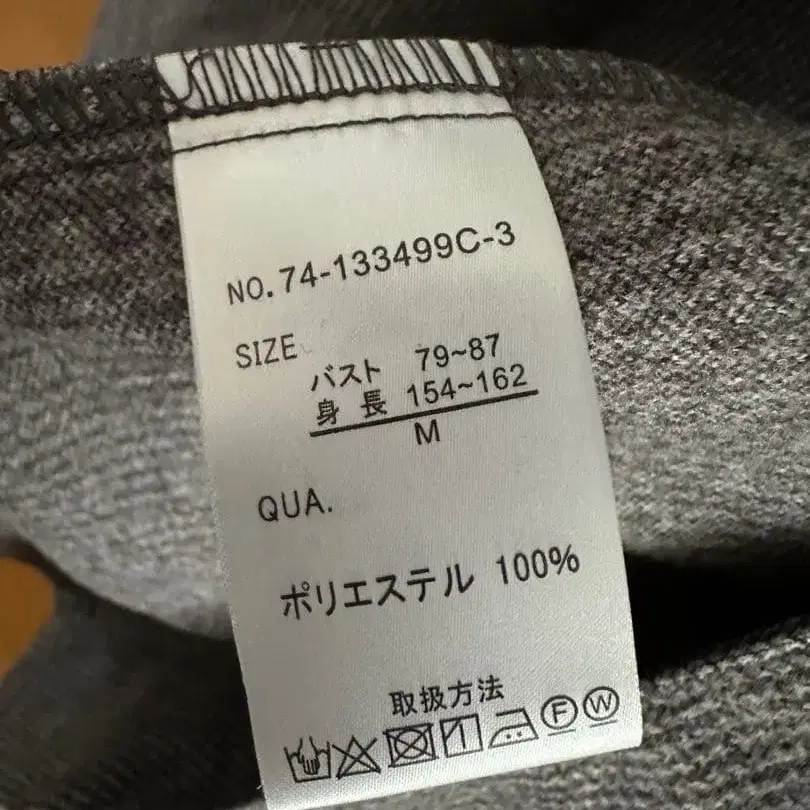 NO.74-133499C-3
SIZE
バスト 79~87
身長 154~162
M
QUA.
ポリエステル 100%
取扱方法
F W